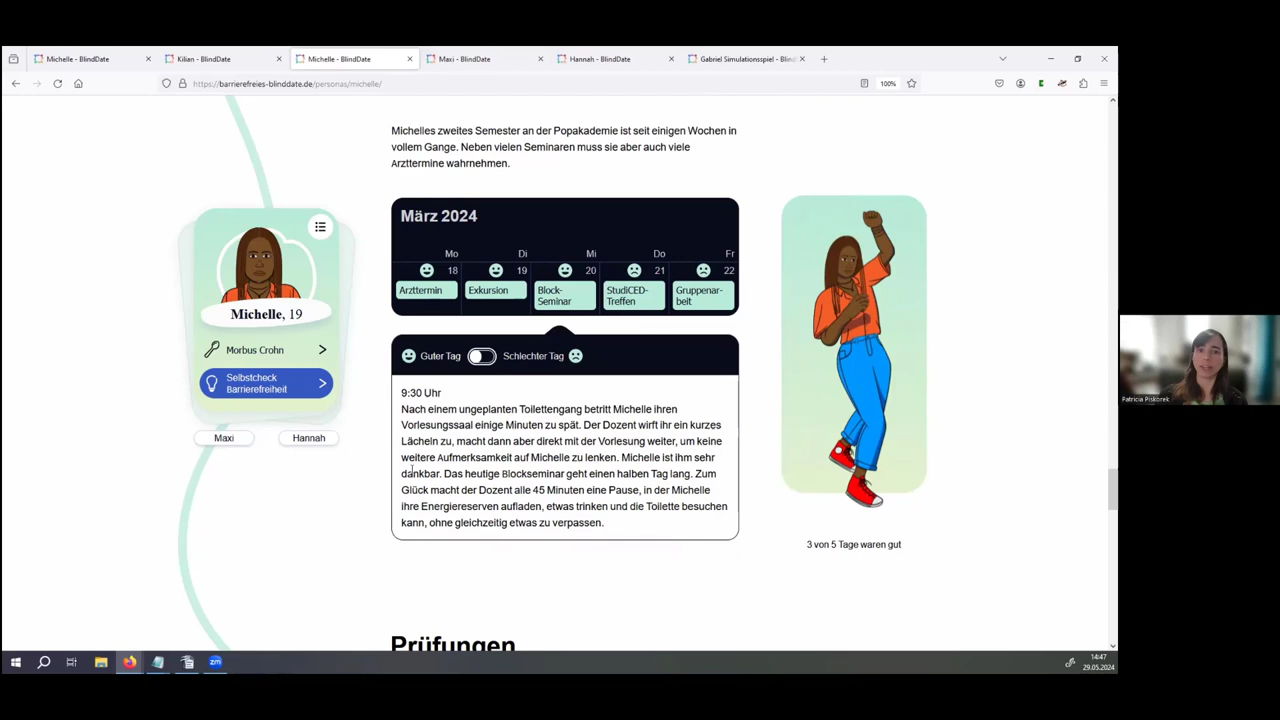 Michelle - BlindDate
Kilian - BlindDate
Michelle - BlindDate
Maxi - BlindDate
Hannah - BlindDate
Gabriel Simulationsspiel - Blind
https://barrierefreies-blinddate.de/personas/michelle/
100%
Michelles zweites Semester an der Popakademie ist seit einigen Wochen in
vollem Gange. Neben vielen Seminaren muss sie aber auch viele
Arzttermine wahrnehmen.
Michelle, 19
Morbus Crohn
Selbstcheck
Barrierefreiheit
Maxi
Hannah
März 2024
Mo Di Mi Do Fr
18 19 20 21 22
Arzttermin
Exkursion
Block-
Seminar
StudiCED-
Treffen
Gruppenar-
beit
Guter Tag
Schlechter Tag
9:30 Uhr
Nach einem ungeplanten Toilettengang betritt Michelle ihren
Vorlesungssaal einige Minuten zu spät. Der Dozent wirft ihr ein kurzes
Lächeln zu, macht dann aber direkt mit der Vorlesung weiter, um keine
weitere Aufmerksamkeit auf Michelle zu lenken. Michelle ist ihm sehr
dankbar. Das heutige Blockseminar geht einen halben Tag lang. Zum
Glück macht der Dozent alle 45 Minuten eine Pause, in der Michelle
ihre Energiereserven aufladen, etwas trinken und die Toilette besuchen
kann, ohne gleichzeitig etwas zu verpassen.
3 von 5 Tage waren gut
Prüfungen
Patricia Piskorek
zm
14:47
29.05.2024